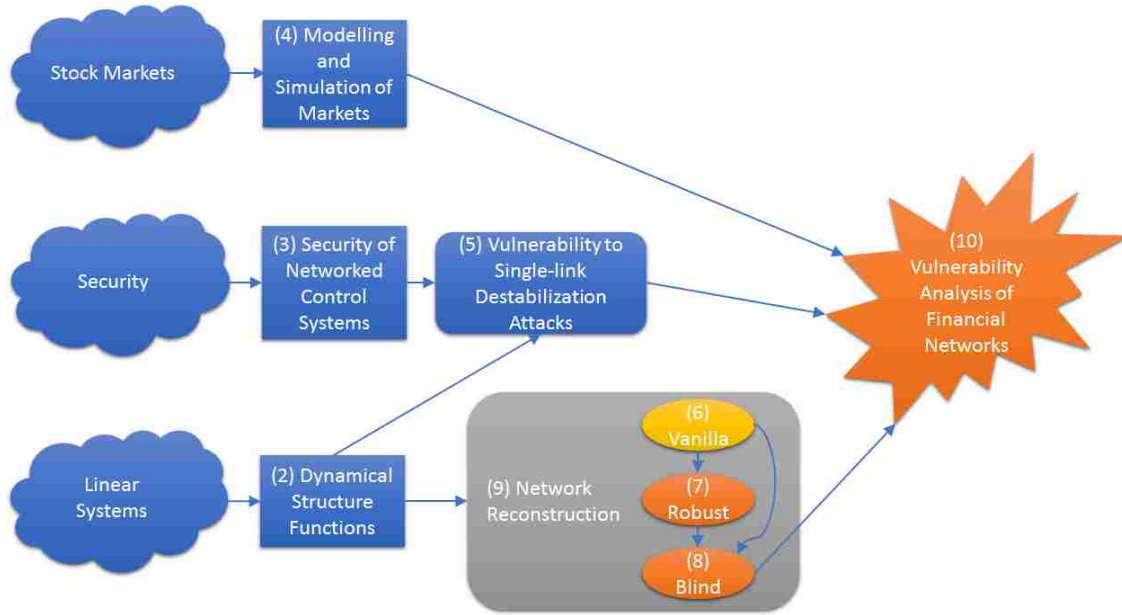 Stock Markets
(4) Modelling
and
Simulation of
Markets
Security
(3) Security of
Networked
Control
Systems
(5) Vulnerability to
Single-link
Destabilization
Attacks
(10)
Vulnerability
Analysis of
Financial
Networks
Linear
Systems
(2) Dynamical
Structure
Functions
(9) Network
Reconstruction
(6)
Vanilla
(7)
Robust
(8)
Blind